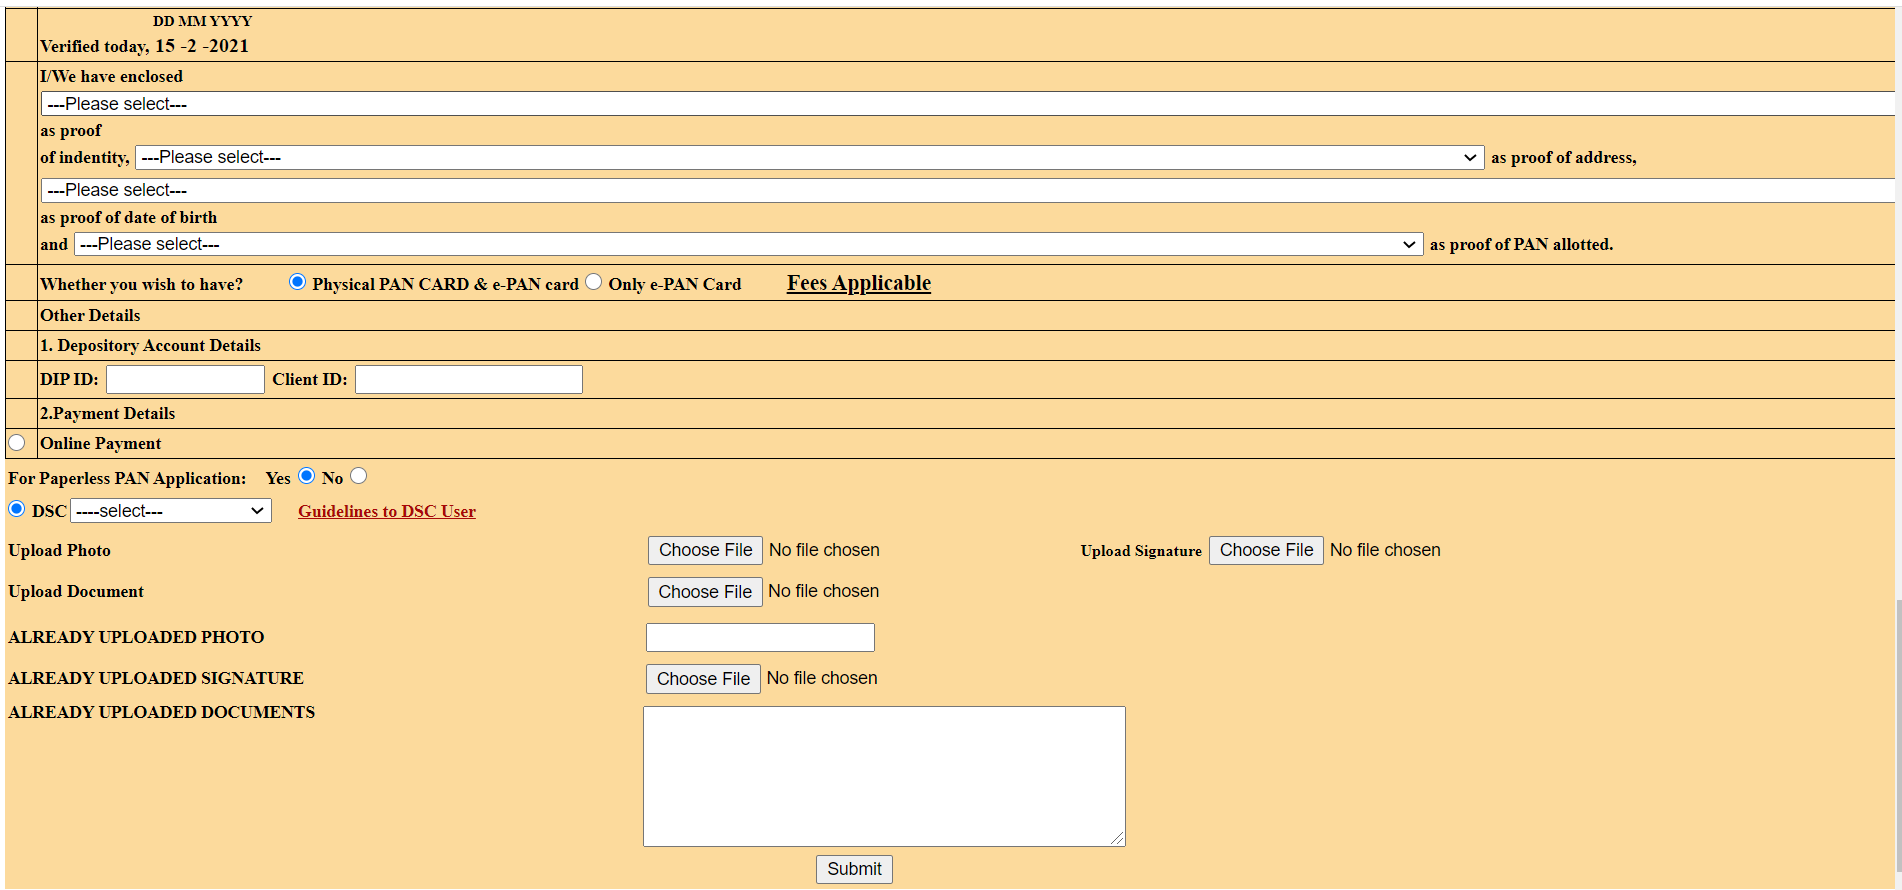 DD MM YYYY
Verified today, 15 -2 -2021
I/We have enclosed
---Please select---
as proof
of indentity, ---Please select--- as proof of address,
---Please select---
as proof of date of birth
and ---Please select--- as proof of PAN allotted.
Whether you wish to have? Physical PAN CARD & e-PAN card Only e-PAN Card Fees Applicable
Other Details
1. Depository Account Details
DIP ID: Client ID:
2.Payment Details
Online Payment
For Paperless PAN Application: Yes No
DSC ----select--- Guidelines to DSC User
Upload Photo Choose File No file chosen Upload Signature Choose File No file chosen
Upload Document Choose File No file chosen
ALREADY UPLOADED PHOTO
ALREADY UPLOADED SIGNATURE Choose File No file chosen
ALREADY UPLOADED DOCUMENTS
Submit